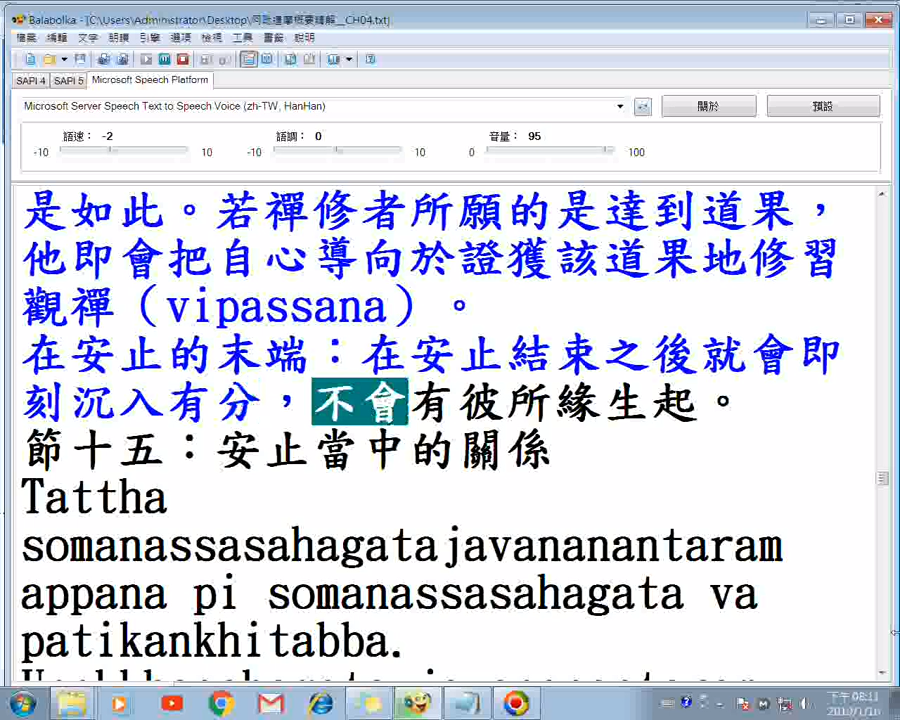 Balabolka - [C:\Users\Administrator\Desktop\阿毗達摩概要精解__CH04.txt]
檔案 編輯 文字 朗讀 引擎 選項 檢視 工具 書籤 說明
SAPI 4 SAPI 5 Microsoft Speech Platform
Microsoft Server Speech Text to Speech Voice (zh-TW, HanHan) 關於 預設
語速： -2 語調： 0 音量： 95
-10 10 -10 10 0 100
是如此。若禪修者所願的是達到道果，
他即會把自心導向於證獲該道果地修習
觀禪（vipassana）。
在安止的末端：在安止結束之後就會即
刻沉入有分，不會有彼所緣生起。
節十五：安止當中的關係
Tattha
somanassasahagatajavananantaram
appana pi somanassasahagata va
patikankhitabba.
下午 08:11